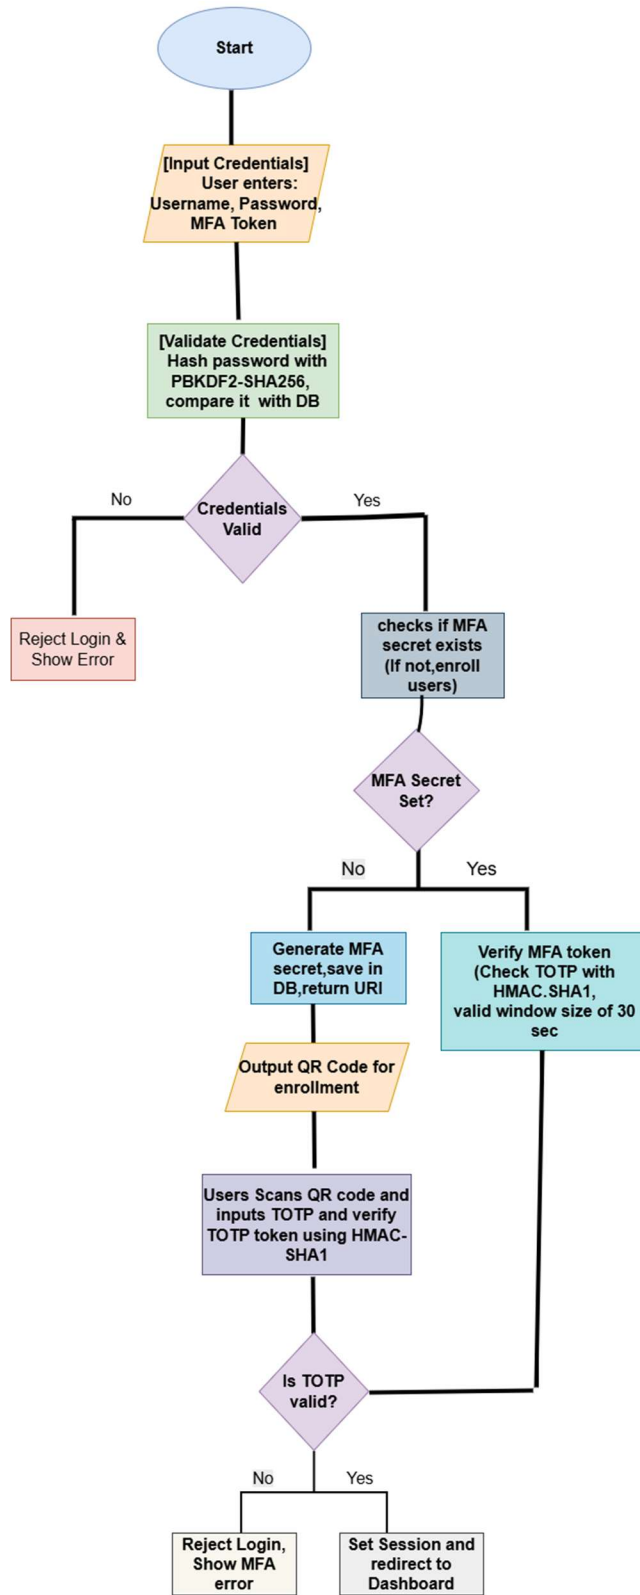 Start
[Input Credentials]
User enters:
Username, Password,
MFA Token
[Validate Credentials]
Hash password with
PBKDF2-SHA256,
compare it with DB
No
Yes
Credentials
Valid
Reject Login &
Show Error
checks if MFA
secret exists
(If not,enroll
users)
MFA Secret
Set?
No
Yes
Generate MFA
secret,save in
DB,return URI
Verify MFA token
(Check TOTP with
HMAC.SHA1,
valid window size of 30
sec
Output QR Code for
enrollment
Users Scans QR code and
inputs TOTP and verify
TOTP token using HMAC-
SHA1
Is TOTP
valid?
No
Yes
Reject Login,
Show MFA
error
Set Session and
redirect to
Dashboard